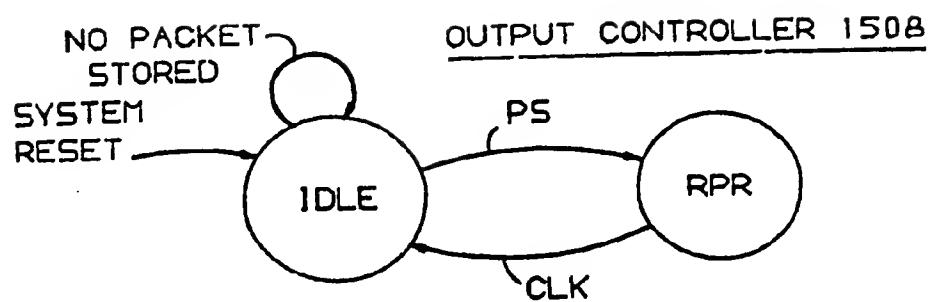 NO PACKET
STORED
OUTPUT CONTROLLER 1508
SYSTEM
RESET
PS
IDLE
RPR
CLK